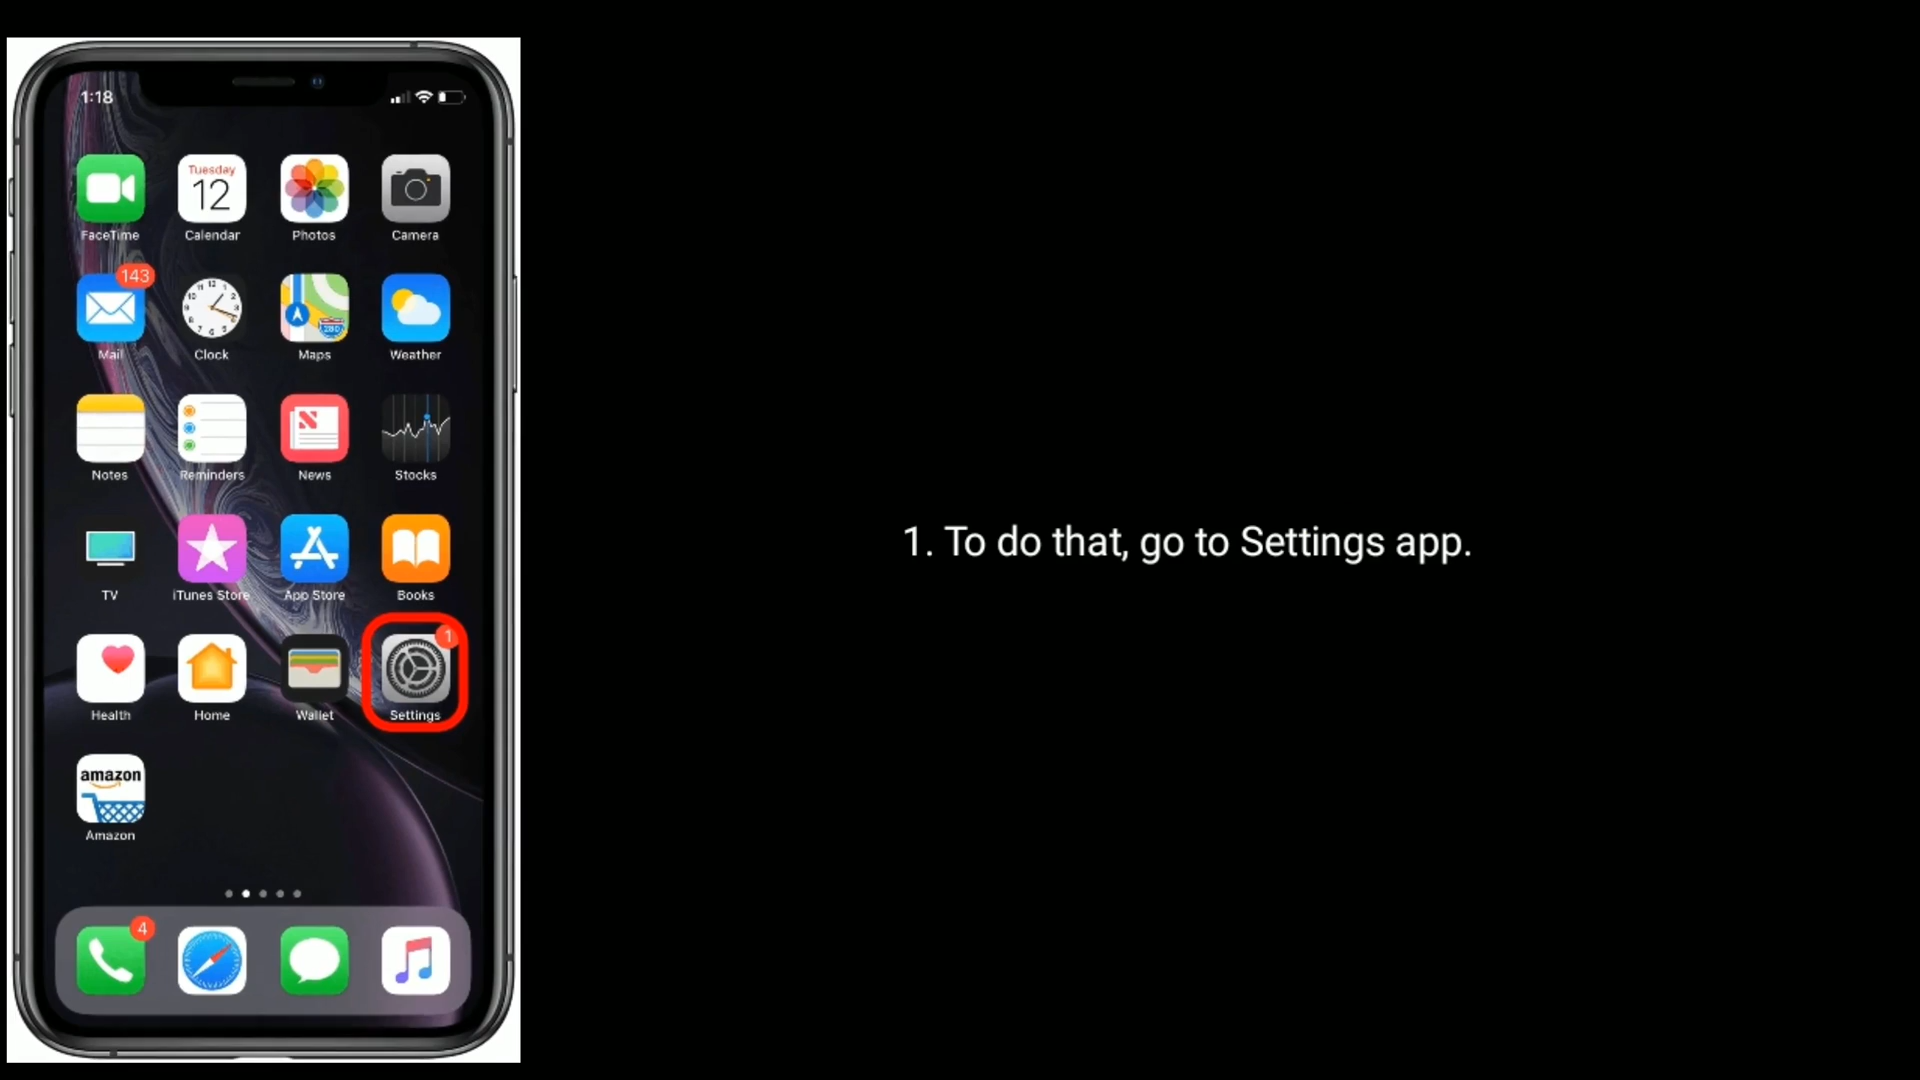 1:18
Tuesday
12
FaceTime
Calendar
Photos
Camera
143
280
Mail
Clock
Maps
Weather
Notes
Reminders
News
Stocks
TV
iTunes Store
App Store
Books
1
Health
Home
Wallet
Settings
amazon
Amazon
4
1. To do that, go to Settings app.